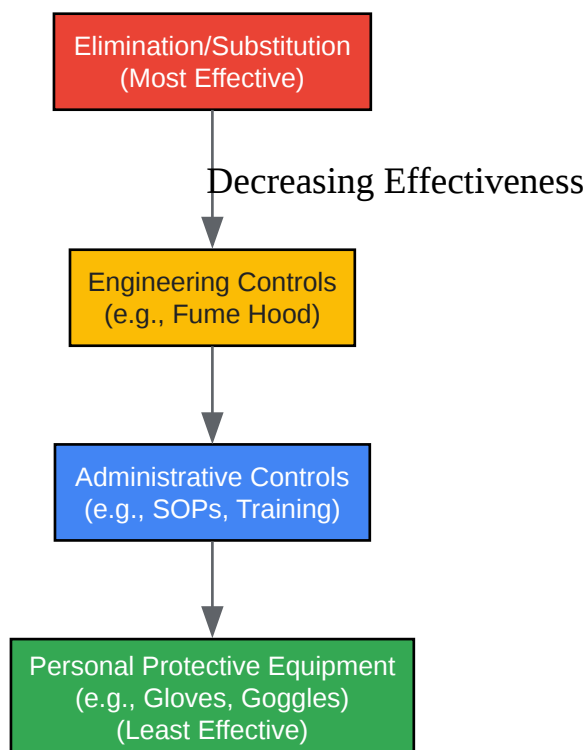 Elimination/Substitution
(Most Effective)
Decreasing Effectiveness
Engineering Controls
(e.g., Fume Hood)
Administrative Controls
(e.g., SOPs, Training)
Personal Protective Equipment
(e.g., Gloves, Goggles)
(Least Effective)